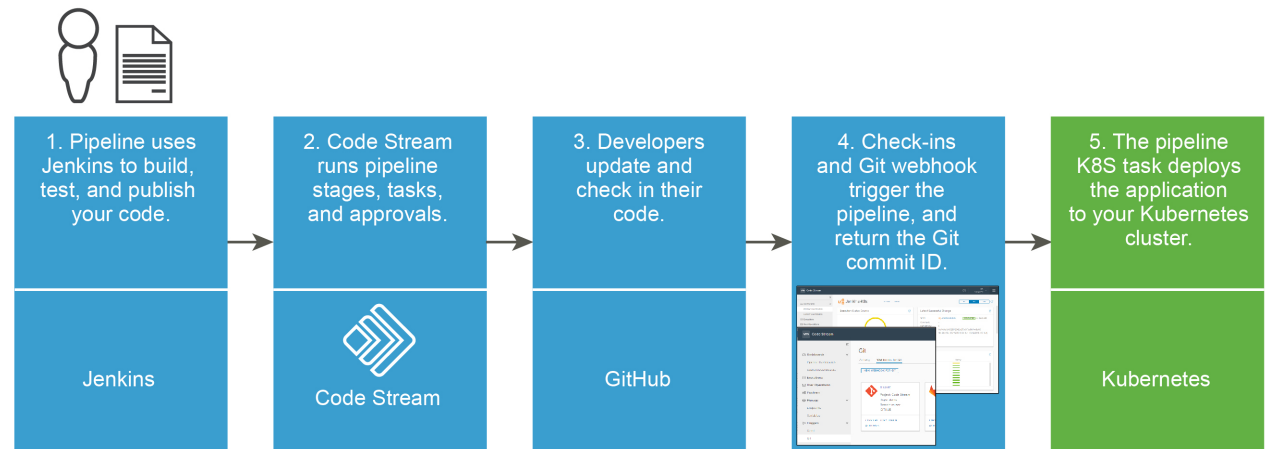 1. Pipeline uses
Jenkins to build,
test, and publish
your code.
2. Code Stream
runs pipeline
stages, tasks,
and approvals.
3. Developers
update and
check in their
code.
4. Check-ins
and Git webhook
trigger the
pipeline, and
return the Git
commit ID.
5. The pipeline
K8S task deploys
the application
to your Kubernetes
cluster.
Jenkins
Code Stream
GitHub
Code Stream
Git
Kubernetes